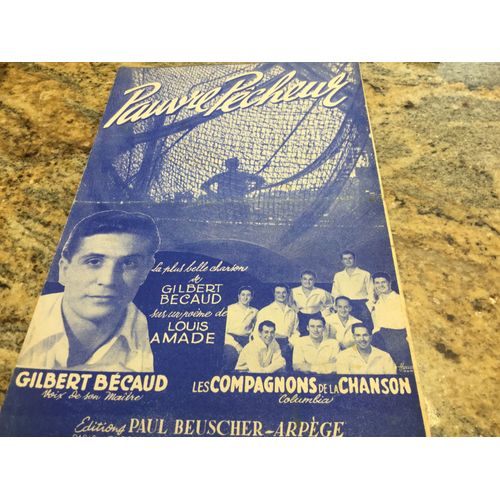 Pauvre Pêcheur
la plus belle chanson
de
GILBERT
BECAUD
sur un poème de
LOUIS
AMADE
GILBERT BÉCAUD
Voix de son Maître
LES COMPAGNONS DE LA CHANSON
Columbia
Editions PAUL BEUSCHER-ARPÈGE